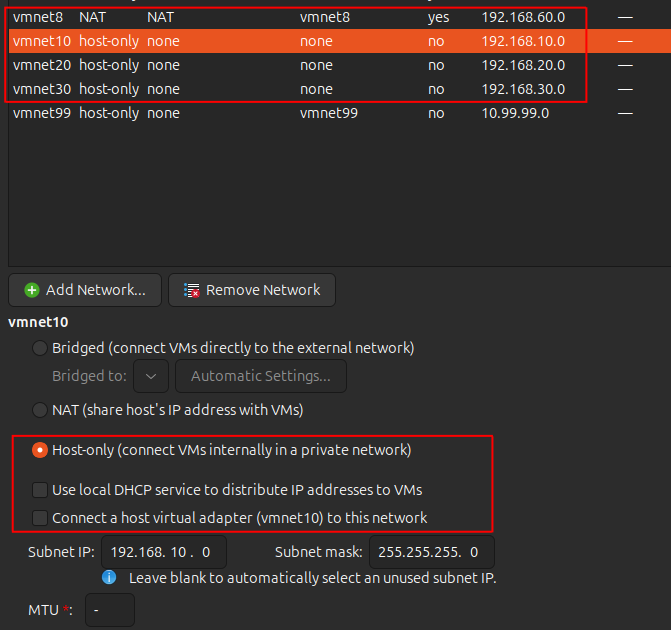 vmnet8 NAT NAT vmnet8 yes 192.168.60.0 —
vmnet10 host-only none none no 192.168.10.0 —
vmnet20 host-only none none no 192.168.20.0 —
vmnet30 host-only none none no 192.168.30.0 —
vmnet99 host-only none vmnet99 no 10.99.99.0 —
Add Network... Remove Network
vmnet10
Bridged (connect VMs directly to the external network)
Bridged to: Automatic Settings...
NAT (share host's IP address with VMs)
Host-only (connect VMs internally in a private network)
Use local DHCP service to distribute IP addresses to VMs
Connect a host virtual adapter (vmnet10) to this network
Subnet IP: 192.168. 10 . 0 Subnet mask: 255.255.255. 0
Leave blank to automatically select an unused subnet IP.
MTU *: -